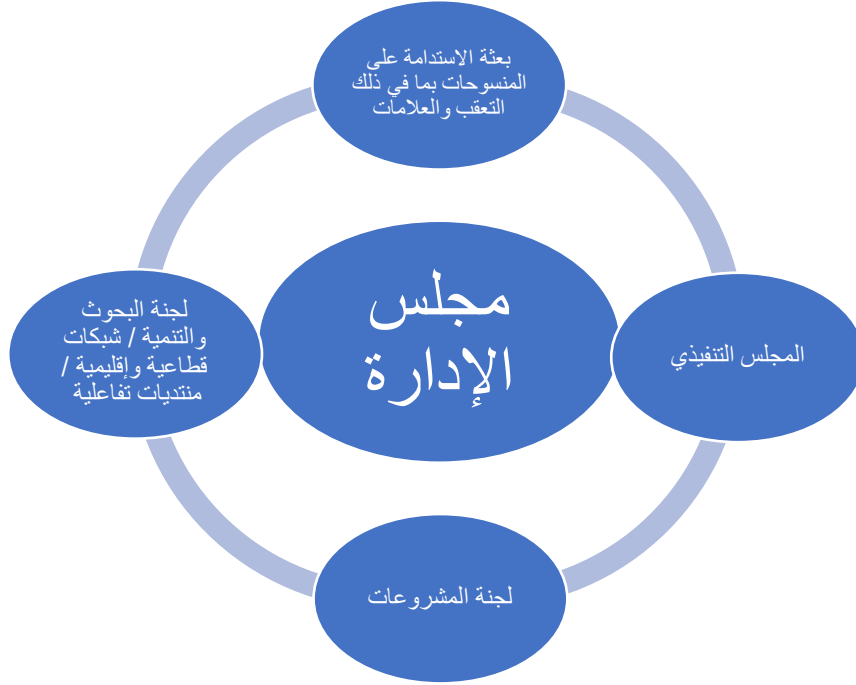 بعثة الاستدامة على
المنسوحات بما في ذلك
التعقب والعلامات
مجلس
الإدارة
المجلس التنفيذي
لجنة المشروعات
لجنة البحوث
والتنمية / شبكات
قطاعية وإقليمية /
منتديات تفاعلية